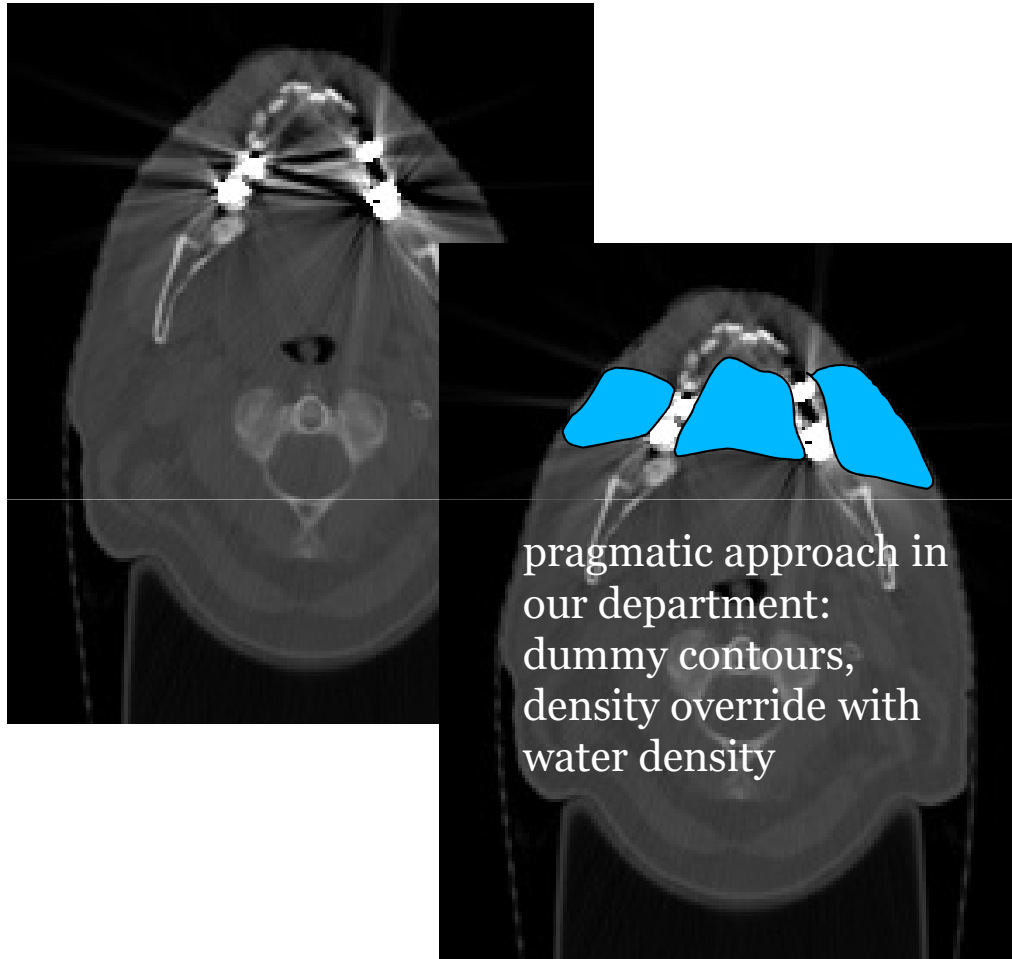 pragmatic approach in
our department:
dummy contours,
density override with
water density